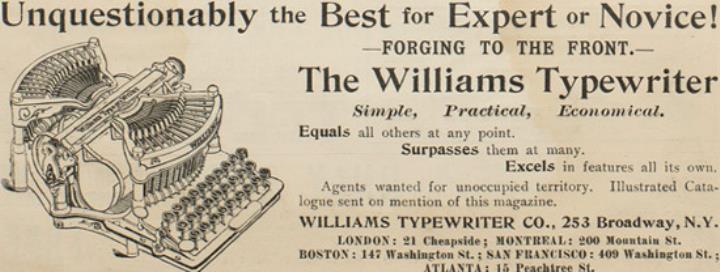 Unquestionably the Best for Expert or Novice!
—FORGING TO THE FRONT.—
The Williams Typewriter
Simple, Practical, Economical.
Equals all others at any point.
Surpasses them at many.
Excels in features all its own.
Agents wanted for unoccupied territory. Illustrated Cata-
logue sent on mention of this magazine.
WILLIAMS TYPEWRITER CO., 253 Broadway, N.Y.
LONDON: 21 Cheapside; MONTREAL: 200 Mountain St.
BOSTON: 147 Washington St.; SAN FRANCISCO: 409 Washington St.;
ATLANTA: 15 Peachtree St.
WILLIAMS